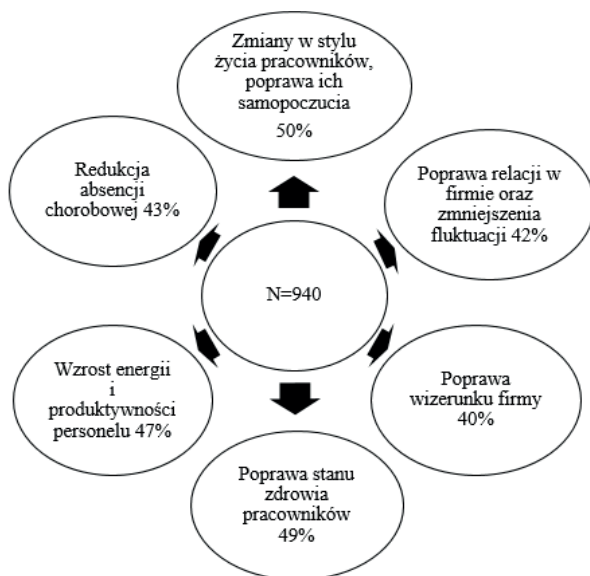 Zmiany w stylu
życia pracowników,
poprawa ich
samopoczucia
50%
Redukcja
absencji
chorobowej 43%
Poprawa relacji w
firmie oraz
zmniejszenia
fluktuacji 42%
N=940
Wzrost energii
i
produktywności
personelu 47%
Poprawa
wizerunku firmy
40%
Poprawa stanu
zdrowia
pracowników
49%